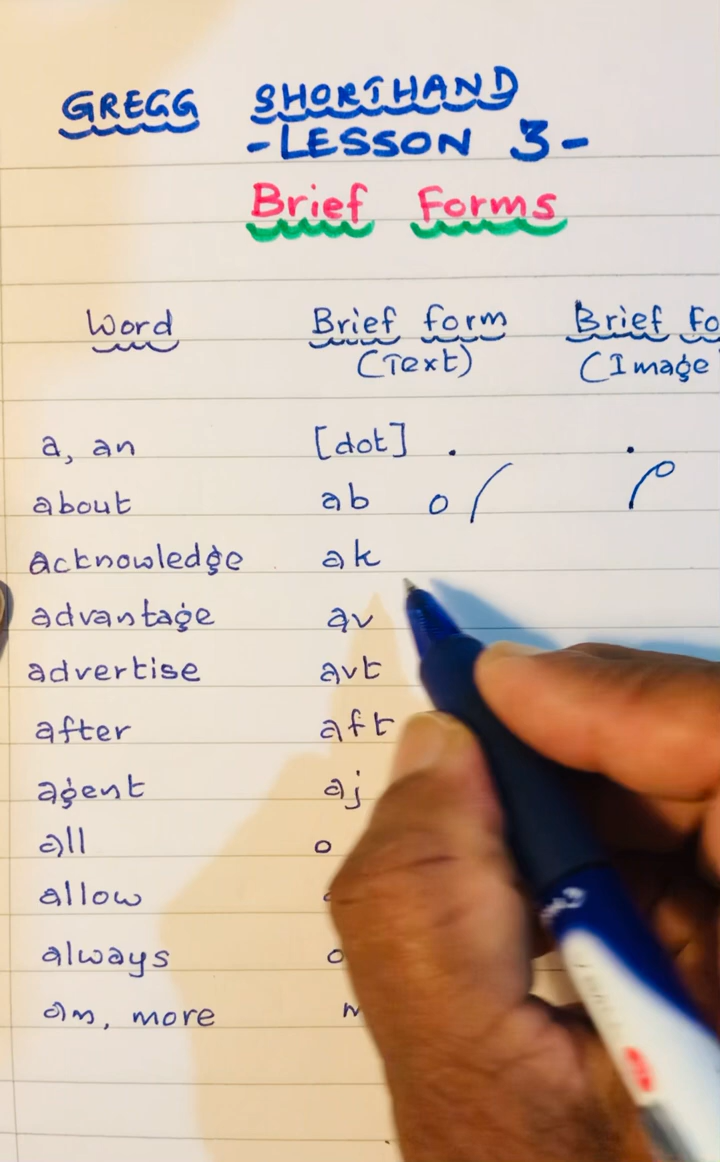 GREGG SHORTHAND
-LESSON 3-
Brief Forms
Word Brief form Brief Fo
(Text) (Image
a, an [dot] .
about ab
acknowledge ak
advantage av
advertise avt
after aft
agent aj
all o
allow
always o
am, more